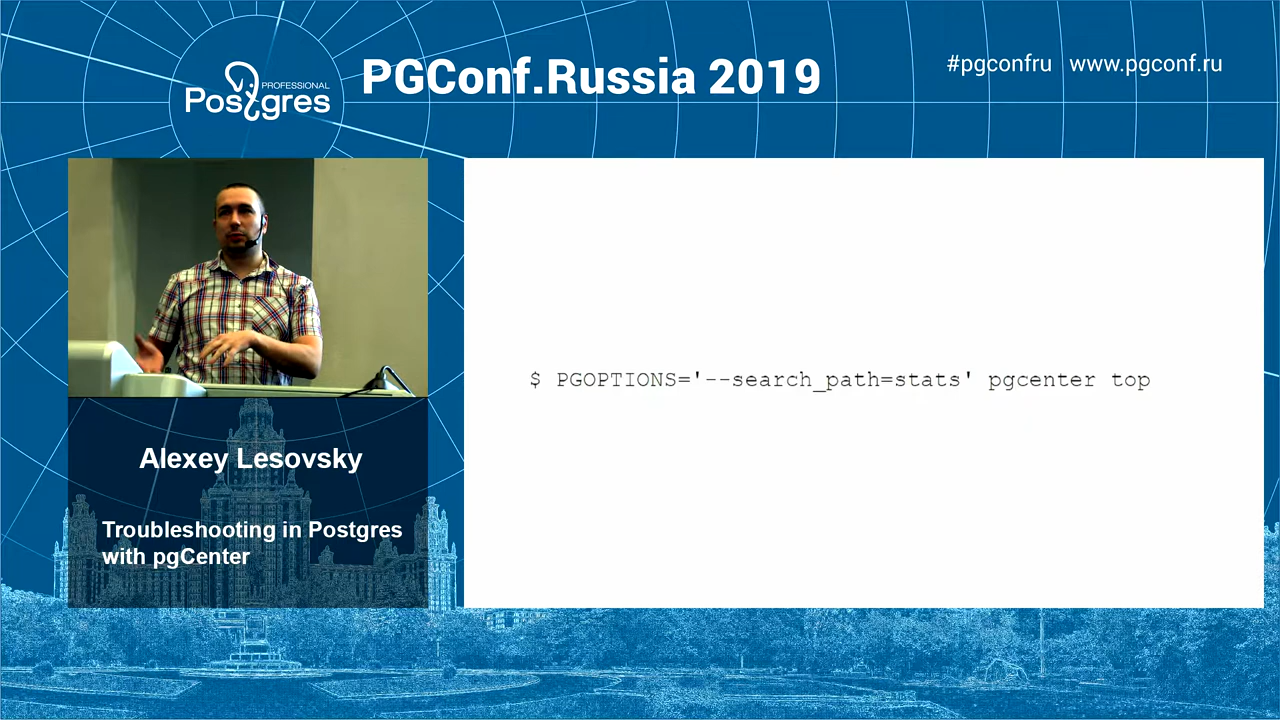 PROFESSIONAL
Postgres
PGConf.Russia 2019
#pgconfru www.pgconf.ru
$ PGOPTIONS='--search_path=stats' pgcenter top
Alexey Lesovsky
Troubleshooting in Postgres
with pgCenter